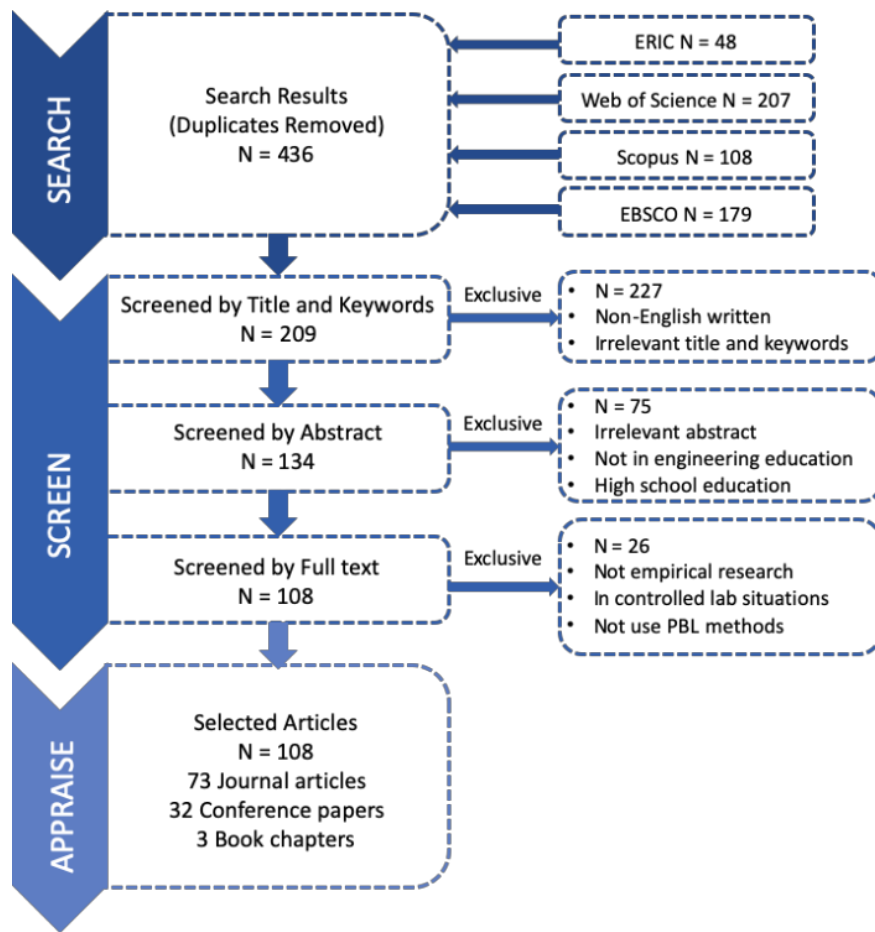 SEARCH
Search Results
(Duplicates Removed)
N = 436
ERIC N = 48
Web of Science N = 207
Scopus N = 108
EBSCO N = 179
SCREEN
Screened by Title and Keywords
N = 209
Exclusive
• N = 227
• Non-English written
• Irrelevant title and keywords
Screened by Abstract
N = 134
Exclusive
• N = 75
• Irrelevant abstract
• Not in engineering education
• High school education
Screened by Full text
N = 108
Exclusive
• N = 26
• Not empirical research
• In controlled lab situations
• Not use PBL methods
APPRAISE
Selected Articles
N = 108
73 Journal articles
32 Conference papers
3 Book chapters